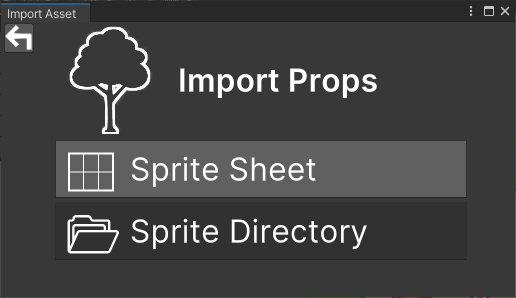 Import Asset
Import Props
Sprite Sheet
Sprite Directory